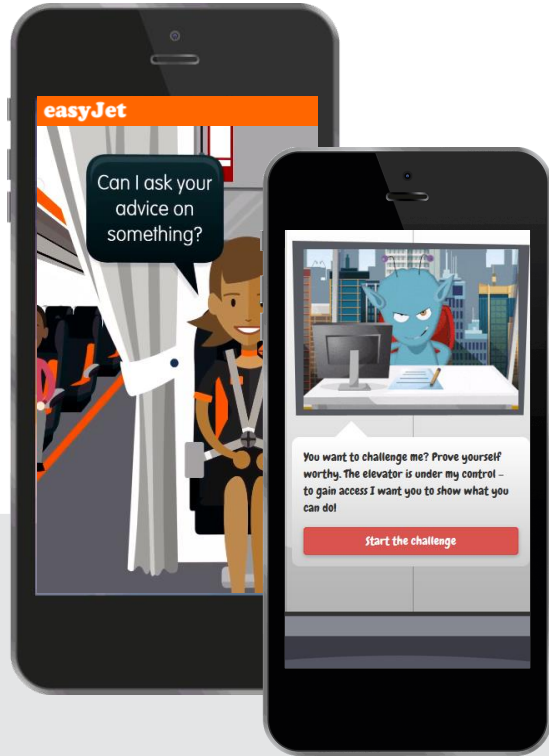 easyJet
Can I ask your
advice on
something?
You want to challenge me? Prove yourself
worthy. The elevator is under my control –
to gain access I want you to show what you
can do!
Start the challenge